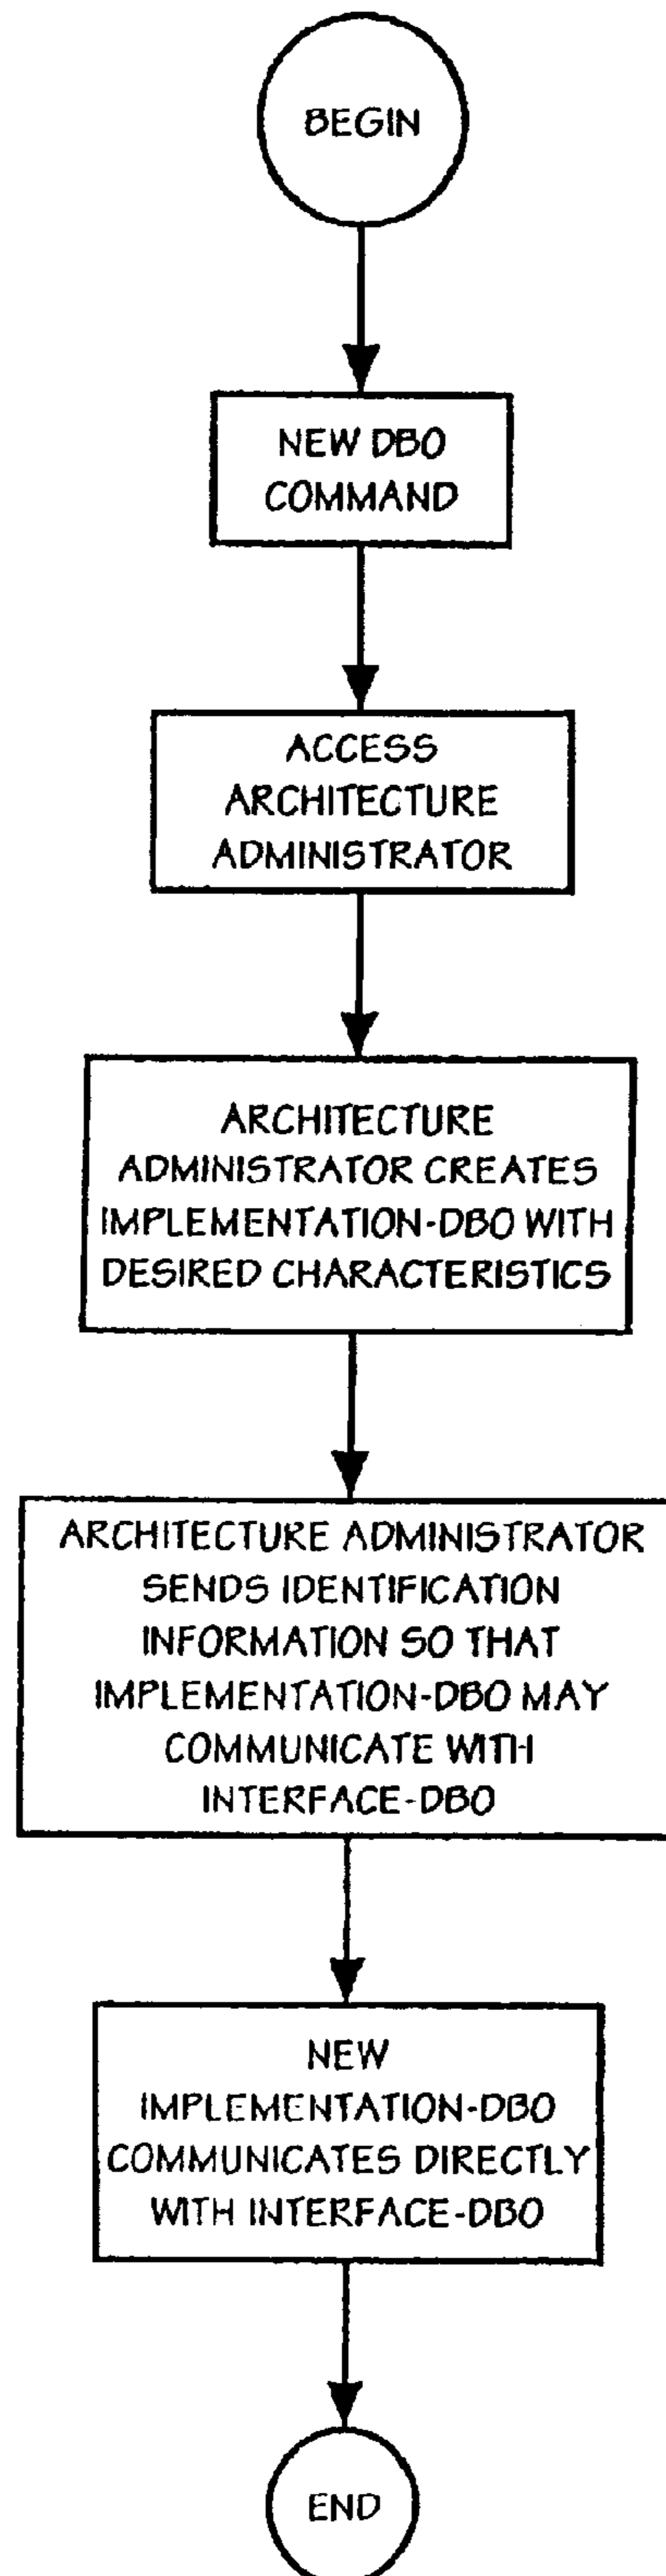 BEGIN
NEW DBO
COMMAND
ACCESS
ARCHITECTURE
ADMINISTRATOR
ARCHITECTURE
ADMINISTRATOR CREATES
IMPLEMENTATION-DBO WITH
DESIRED CHARACTERISTICS
ARCHITECTURE ADMINISTRATOR
SENDS IDENTIFICATION
INFORMATION SO THAT
IMPLEMENTATION-DBO MAY
COMMUNICATE WITH
INTERFACE-DBO
NEW
IMPLEMENTATION-DBO
COMMUNICATES DIRECTLY
WITH INTERFACE-DBO
END